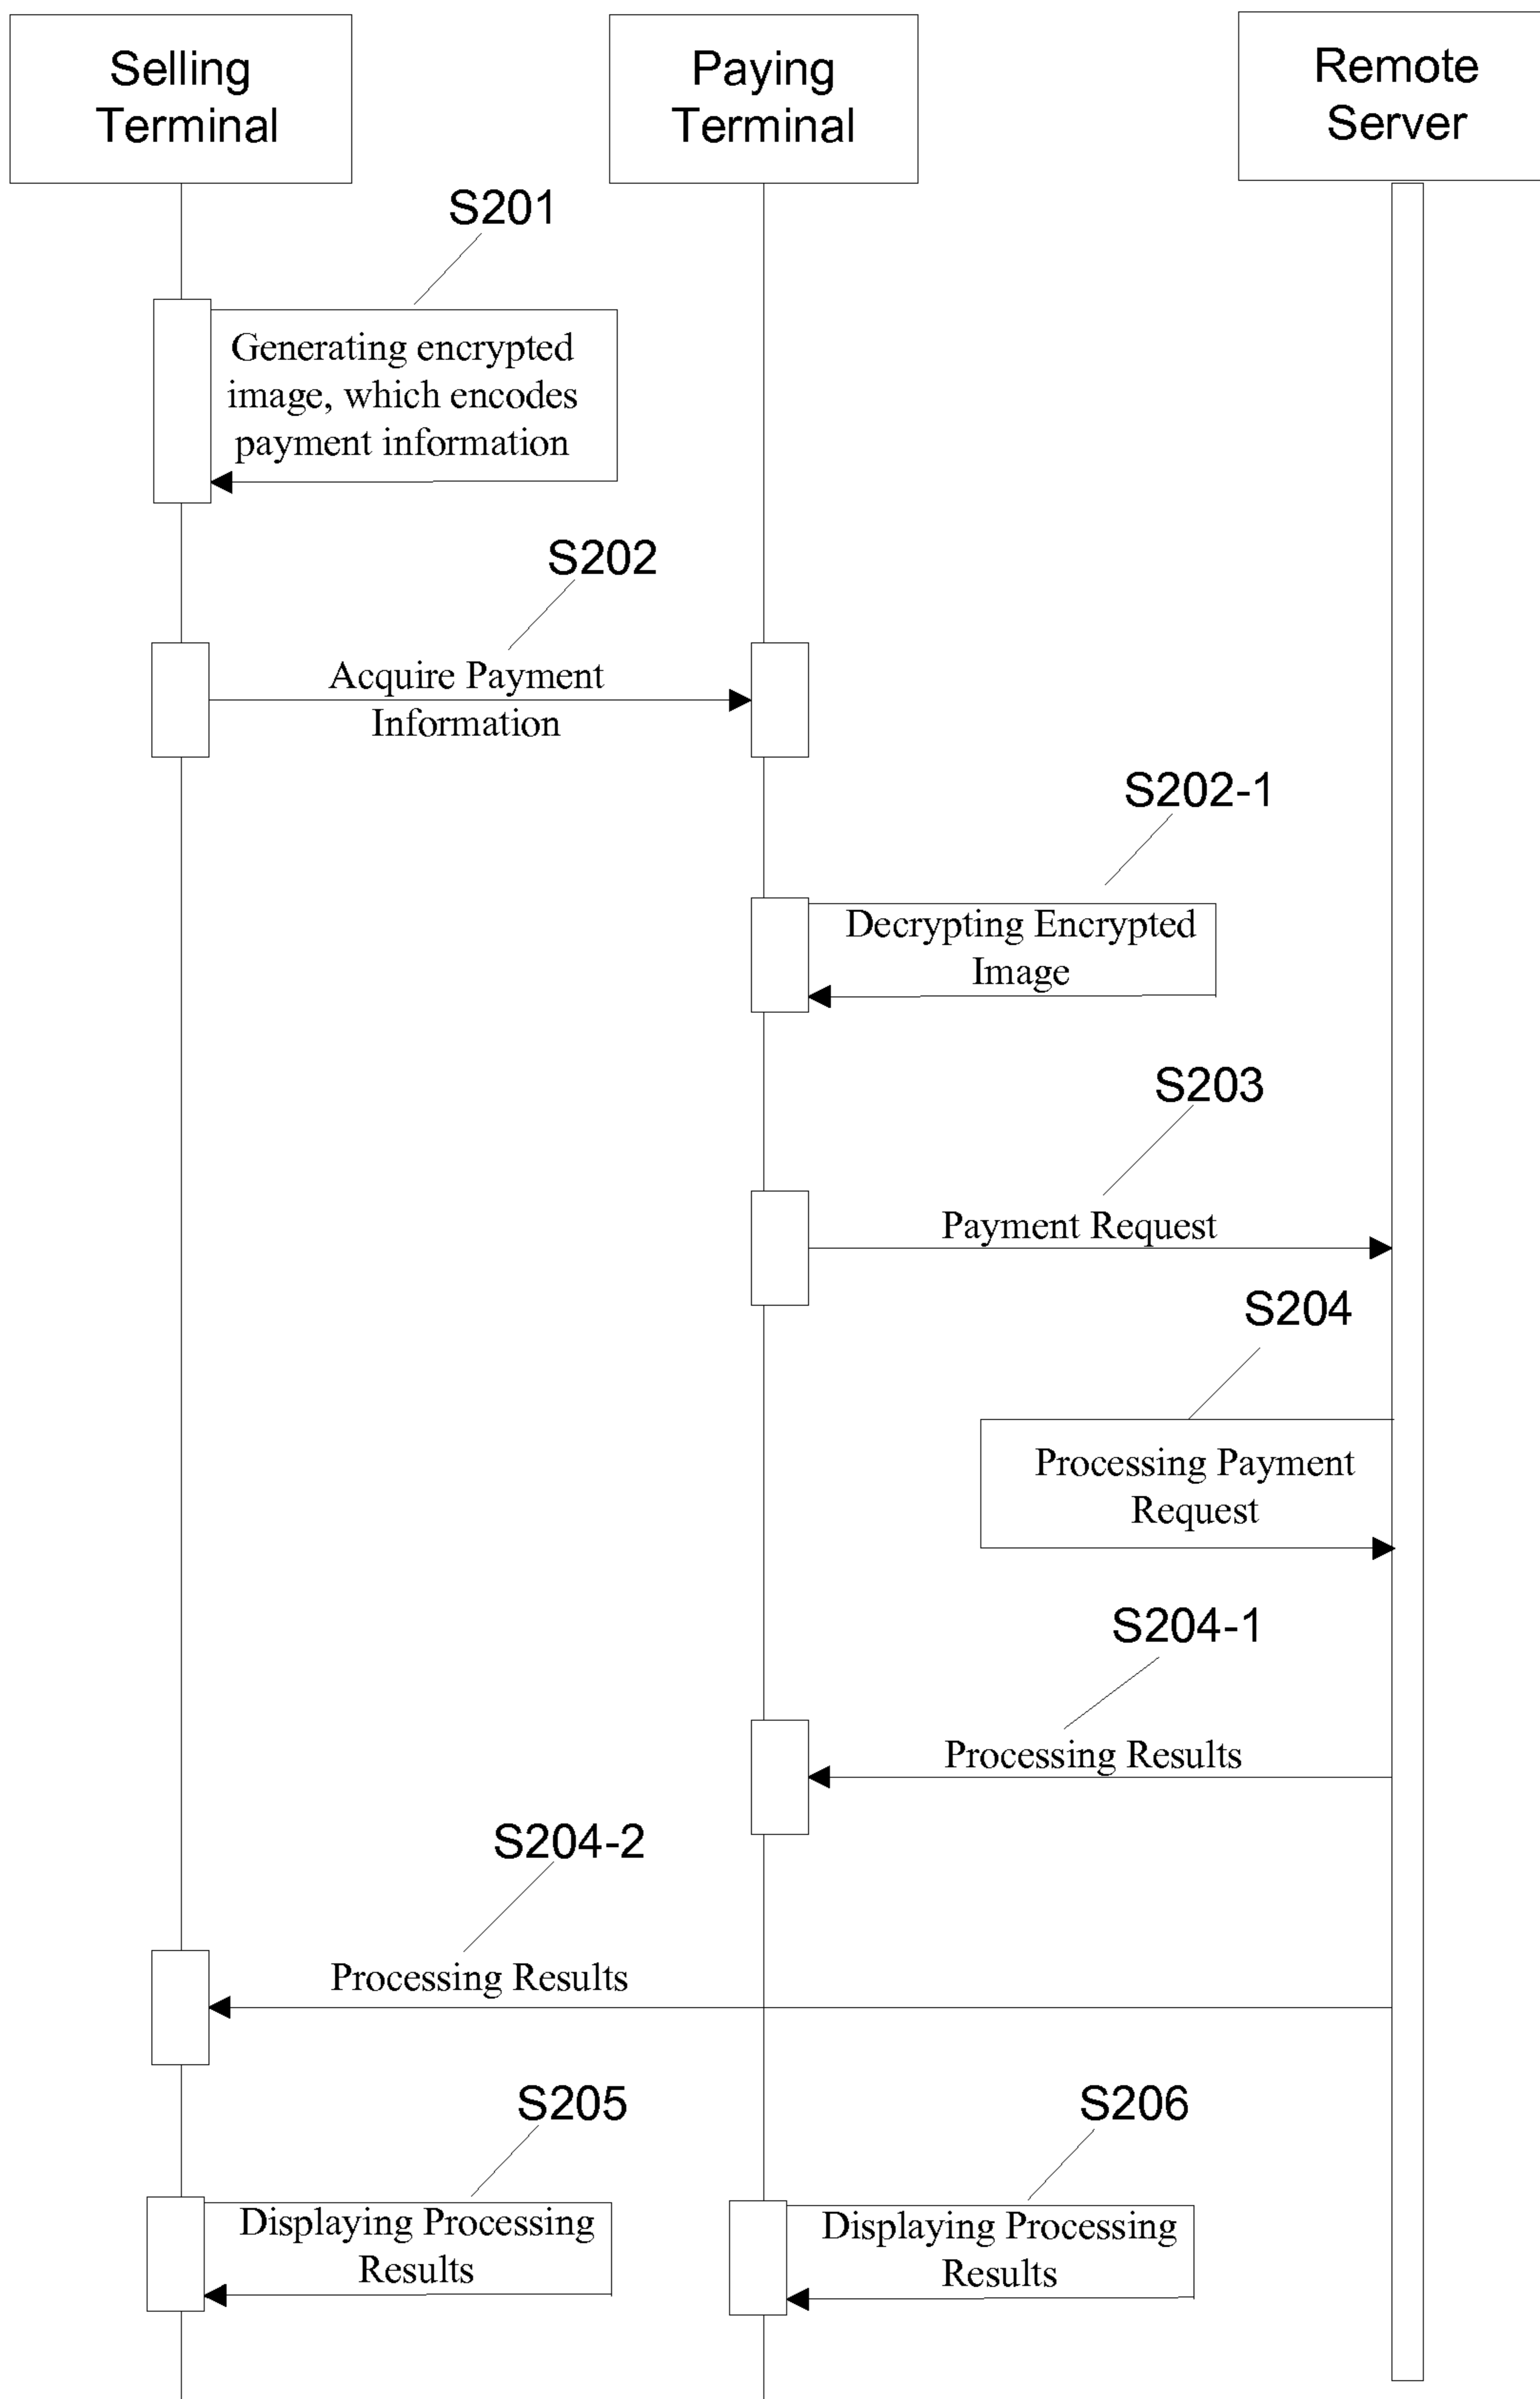 Selling
Terminal
Paying
Terminal
Remote
Server
S201
Generating encrypted
image, which encodes
payment information
S202
Acquire Payment
Information
S202-1
Decrypting Encrypted
Image
S203
Payment Request
S204
Processing Payment
Request
S204-1
Processing Results
S204-2
Processing Results
S205
Displaying Processing
Results
S206
Displaying Processing
Results